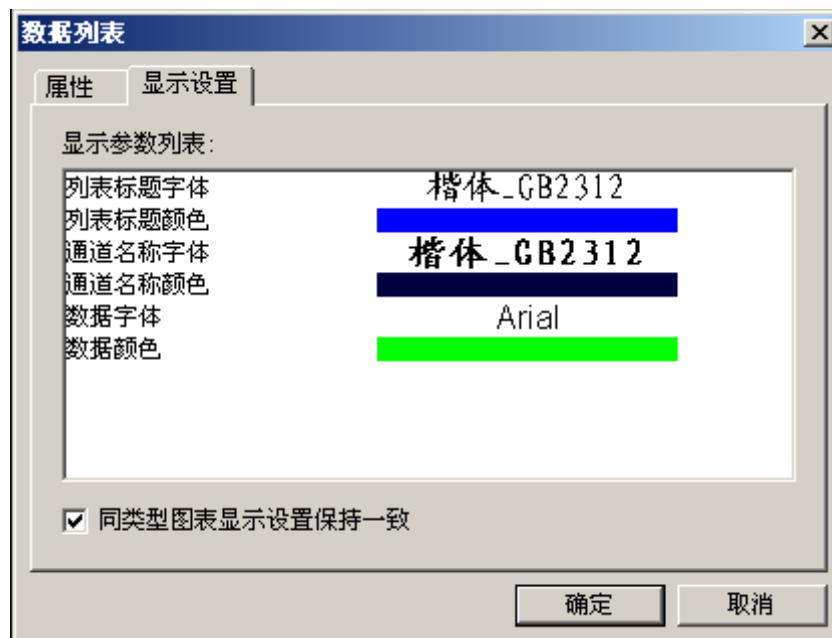 数据列表
属性 显示设置
显示参数列表:
列表标题字体 楷体_GB2312
列表标题颜色
通道名称字体 楷体_GB2312
通道名称颜色
数据字体 Arial
数据颜色
同类型图表显示设置保持一致
确定 取消